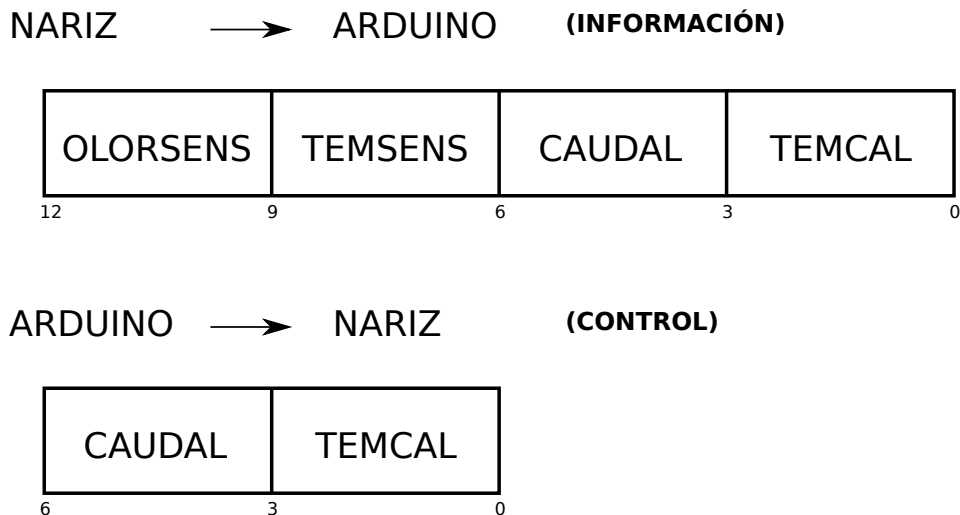 NARIZ ARDUINO (INFORMACIÓN)
OLORSENS TEMSENS CAUDAL TEMCAL
12 9 6 3 0
ARDUINO NARIZ (CONTROL)
CAUDAL TEMCAL
6 3 0